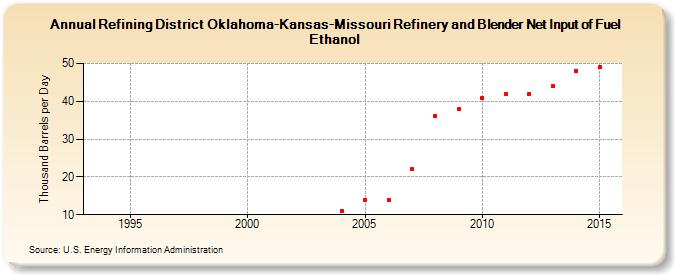 Annual Refining District Oklahoma-Kansas-Missouri Refinery and Blender Net Input of Fuel
Ethanol
Thousand Barrels per Day
50
40
30
20
10
1995
2000
2005
2010
2015
Source: U.S. Energy Information Administration